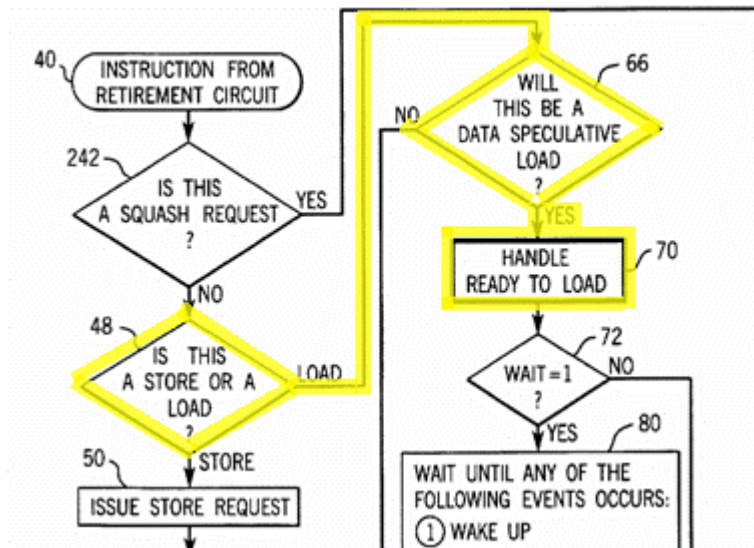 40
INSTRUCTION FROM
RETIREMENT CIRCUIT
242
IS THIS
A SQUASH REQUEST
?
YES
NO
48
IS THIS
A STORE OR A
LOAD
?
LOAD
STORE
50
ISSUE STORE REQUEST
66
WILL
THIS BE A
DATA SPECULATIVE
LOAD
?
NO
YES
70
HANDLE
READY TO LOAD
72
WAIT=1
?
NO
YES
80
WAIT UNTIL ANY OF THE
FOLLOWING EVENTS OCCURS:
1 WAKE UP